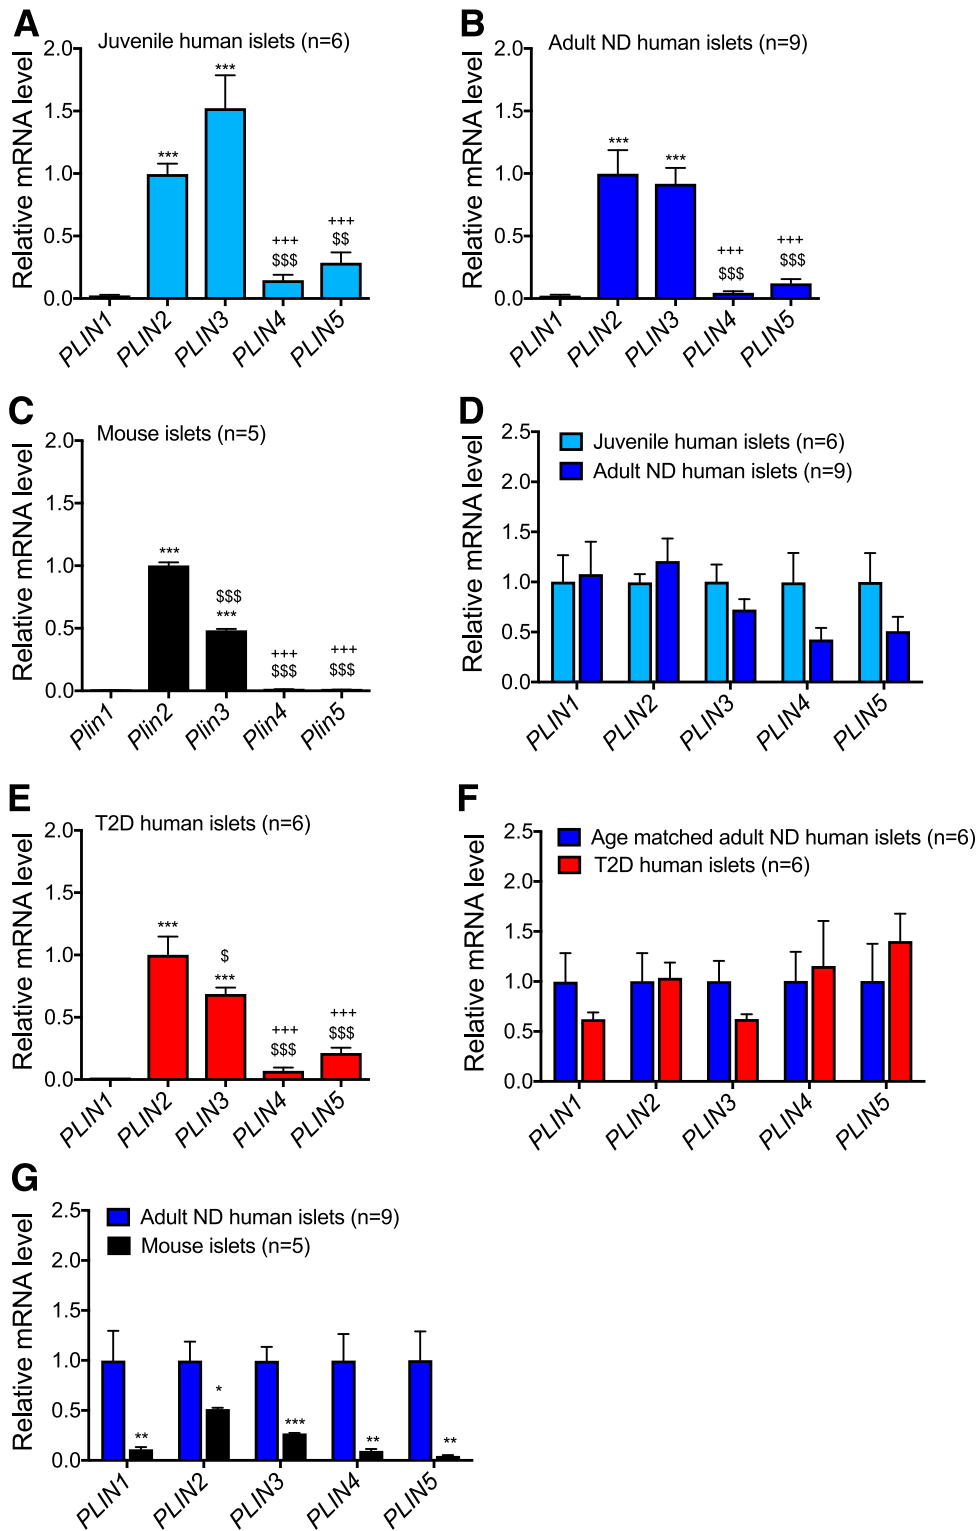 A
Juvenile human islets (n=6)
Relative mRNA level
2.0
1.5
1.0
0.5
0.0
***
***
+++
$$$
+++
$$
PLIN1
PLIN2
PLIN3
PLIN4
PLIN5
B
Adult ND human islets (n=9)
Relative mRNA level
2.0
1.5
1.0
0.5
0.0
***
***
+++
$$$
+++
$$$
PLIN1
PLIN2
PLIN3
PLIN4
PLIN5
C
Mouse islets (n=5)
Relative mRNA level
2.0
1.5
1.0
0.5
0.0
***
$$$
***
+++
$$$
+++
$$$
Plin1
Plin2
Plin3
Plin4
Plin5
D
Juvenile human islets (n=6)
Adult ND human islets (n=9)
Relative mRNA level
2.5
2.0
1.5
1.0
0.5
0.0
PLIN1
PLIN2
PLIN3
PLIN4
PLIN5
E
T2D human islets (n=6)
Relative mRNA level
2.0
1.5
1.0
0.5
0.0
***
$
***
+++
$$$
+++
$$$
PLIN1
PLIN2
PLIN3
PLIN4
PLIN5
F
Age matched adult ND human islets (n=6)
T2D human islets (n=6)
Relative mRNA level
2.5
2.0
1.5
1.0
0.5
0.0
PLIN1
PLIN2
PLIN3
PLIN4
PLIN5
G
Adult ND human islets (n=9)
Mouse islets (n=5)
Relative mRNA level
2.5
2.0
1.5
1.0
0.5
0.0
**
*
***
**
**
PLIN1
PLIN2
PLIN3
PLIN4
PLIN5